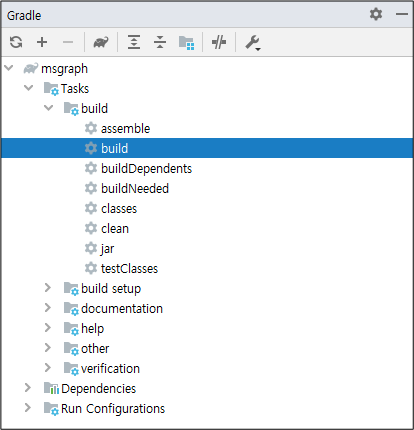 Gradle
msgraph
Tasks
build
assemble
build
buildDependents
buildNeeded
classes
clean
jar
testClasses
build setup
documentation
help
other
verification
Dependencies
Run Configurations